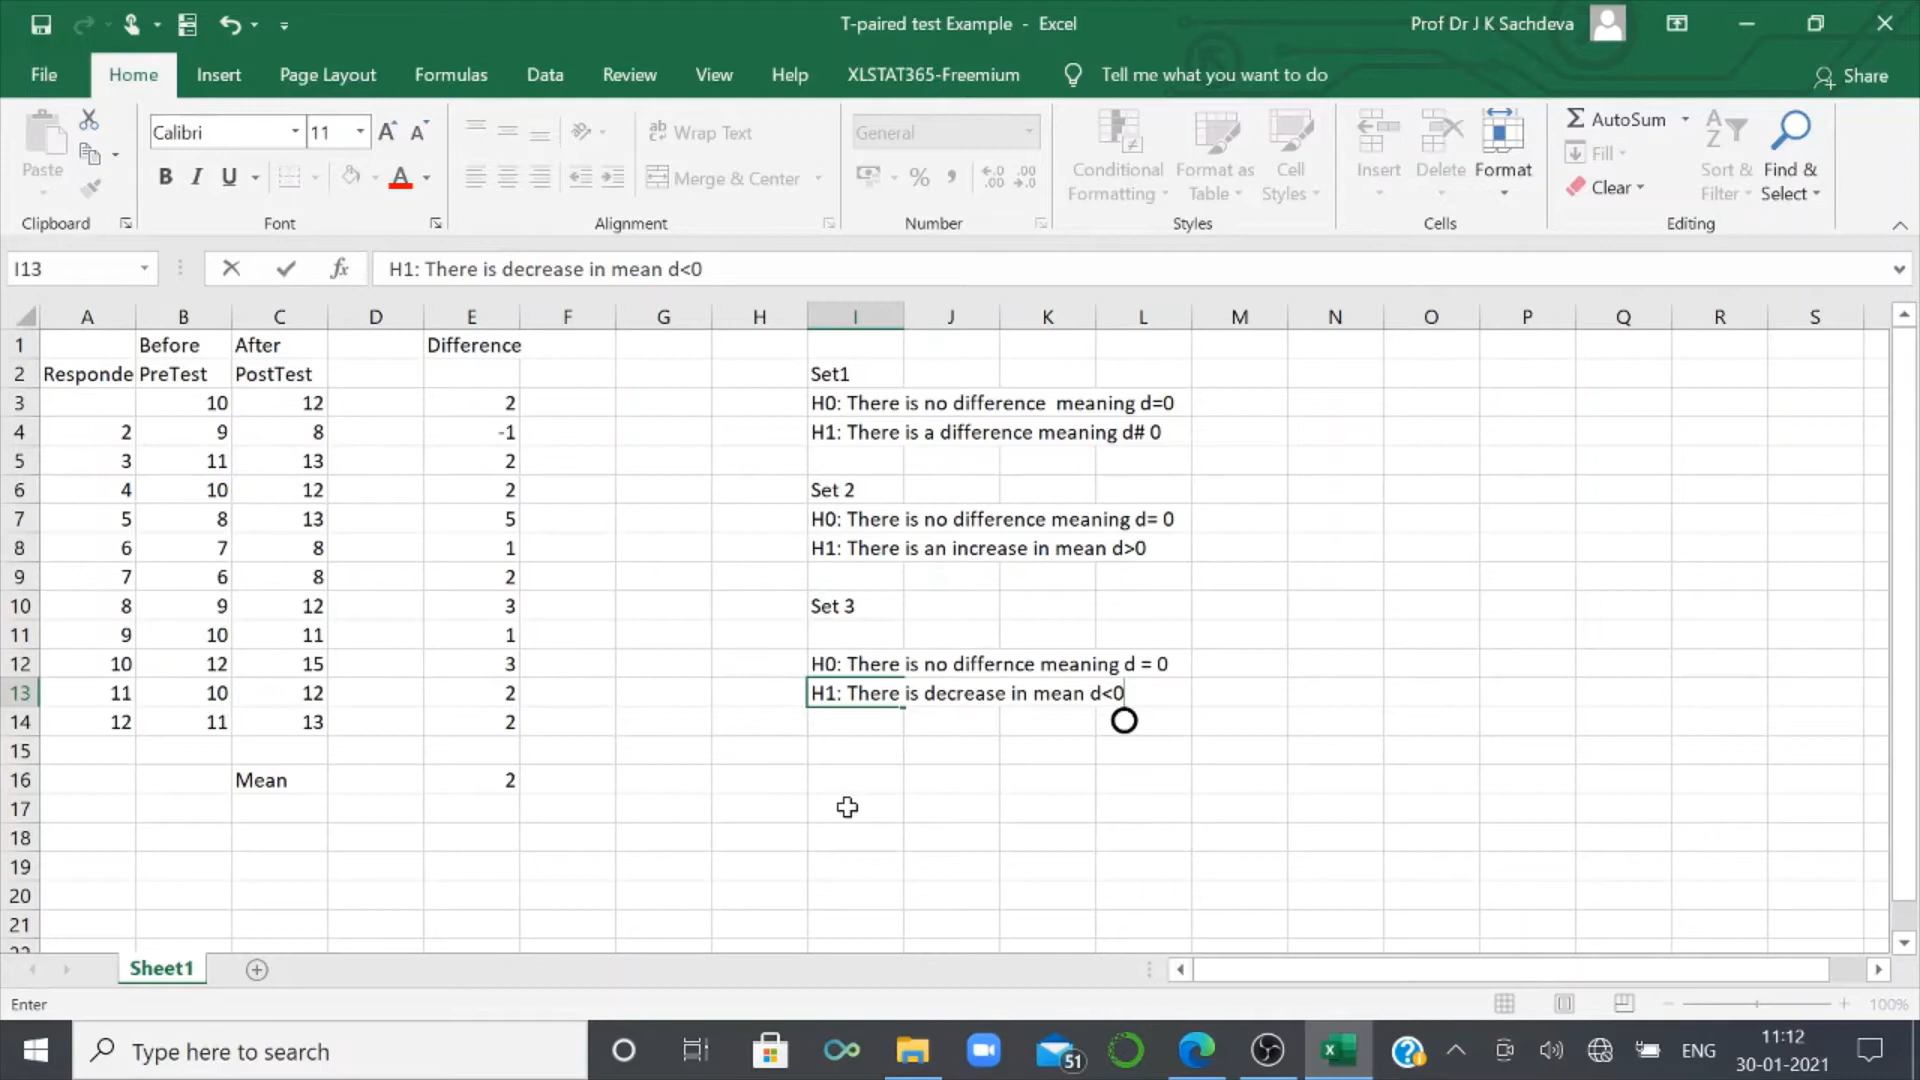 T-paired test Example - Excel
Prof Dr J K Sachdeva
File Home Insert Page Layout Formulas Data Review View Help XLSTAT365-Freemium Tell me what you want to do Share
Paste
Calibri 11
Wrap Text
General
Conditional Formatting
Format as Table
Cell Styles
Insert Delete Format
AutoSum
Fill
Clear
Sort & Filter
Find & Select
B I U
Merge & Center
Clipboard Font Alignment Number Styles Cells Editing
I13 fx H1: There is decrease in mean d<0
A B C D E F G H I J K L M N O P Q R S
1 Before After Difference
2 Responde PreTest PostTest Set1
3 10 12 2 H0: There is no difference  meaning d=0
4 2 9 8 -1 H1: There is a difference meaning d# 0
5 3 11 13 2
6 4 10 12 2 Set 2
7 5 8 13 5 H0: There is no difference meaning d= 0
8 6 7 8 1 H1: There is an increase in mean d>0
9 7 6 8 2
10 8 9 12 3 Set 3
11 9 10 11 1
12 10 12 15 3 H0: There is no differnce meaning d = 0
13 11 10 12 2 H1: There is decrease in mean d<0
14 12 11 13 2
15
16 Mean 2
17
18
19
20
21
22
Sheet1
Enter 100%
Type here to search 51 ENG 11:12
30-01-2021